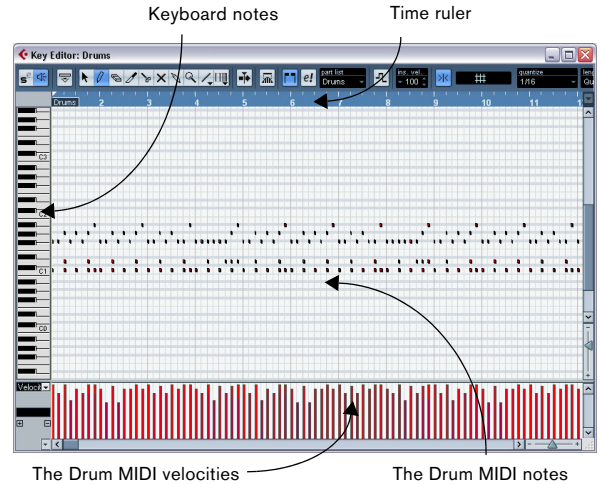 Keyboard notes
Time ruler
Key Editor: Drums
part list
ins. vel.
quantize
Drums
100
1/16
Drums 2 3 4 5 6 7 8 9 10 11
C3
C1
C0
The Drum MIDI velocities
The Drum MIDI notes